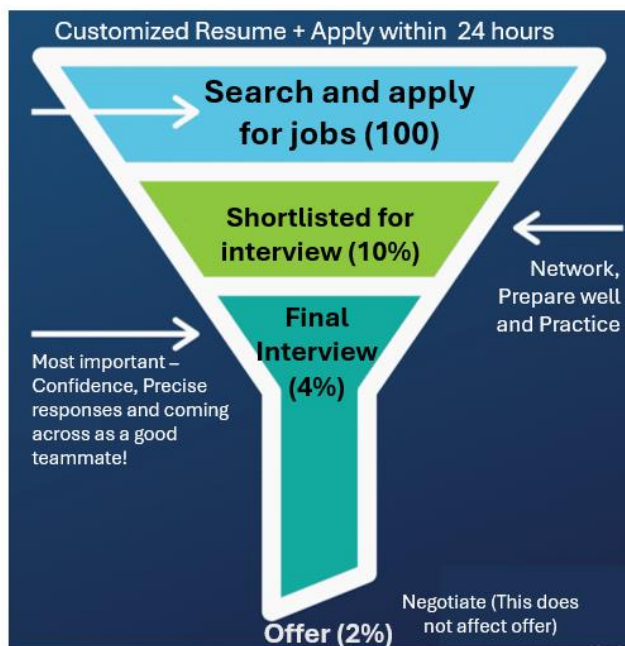 Customized Resume + Apply within 24 hours
Search and apply
for jobs (100)
Shortlisted for
interview (10%)
Network,
Prepare well
and Practice
Final
Interview
(4%)
Most important –
Confidence, Precise
responses and coming
across as a good
teammate!
Negotiate (This does
not affect offer)
Offer (2%)